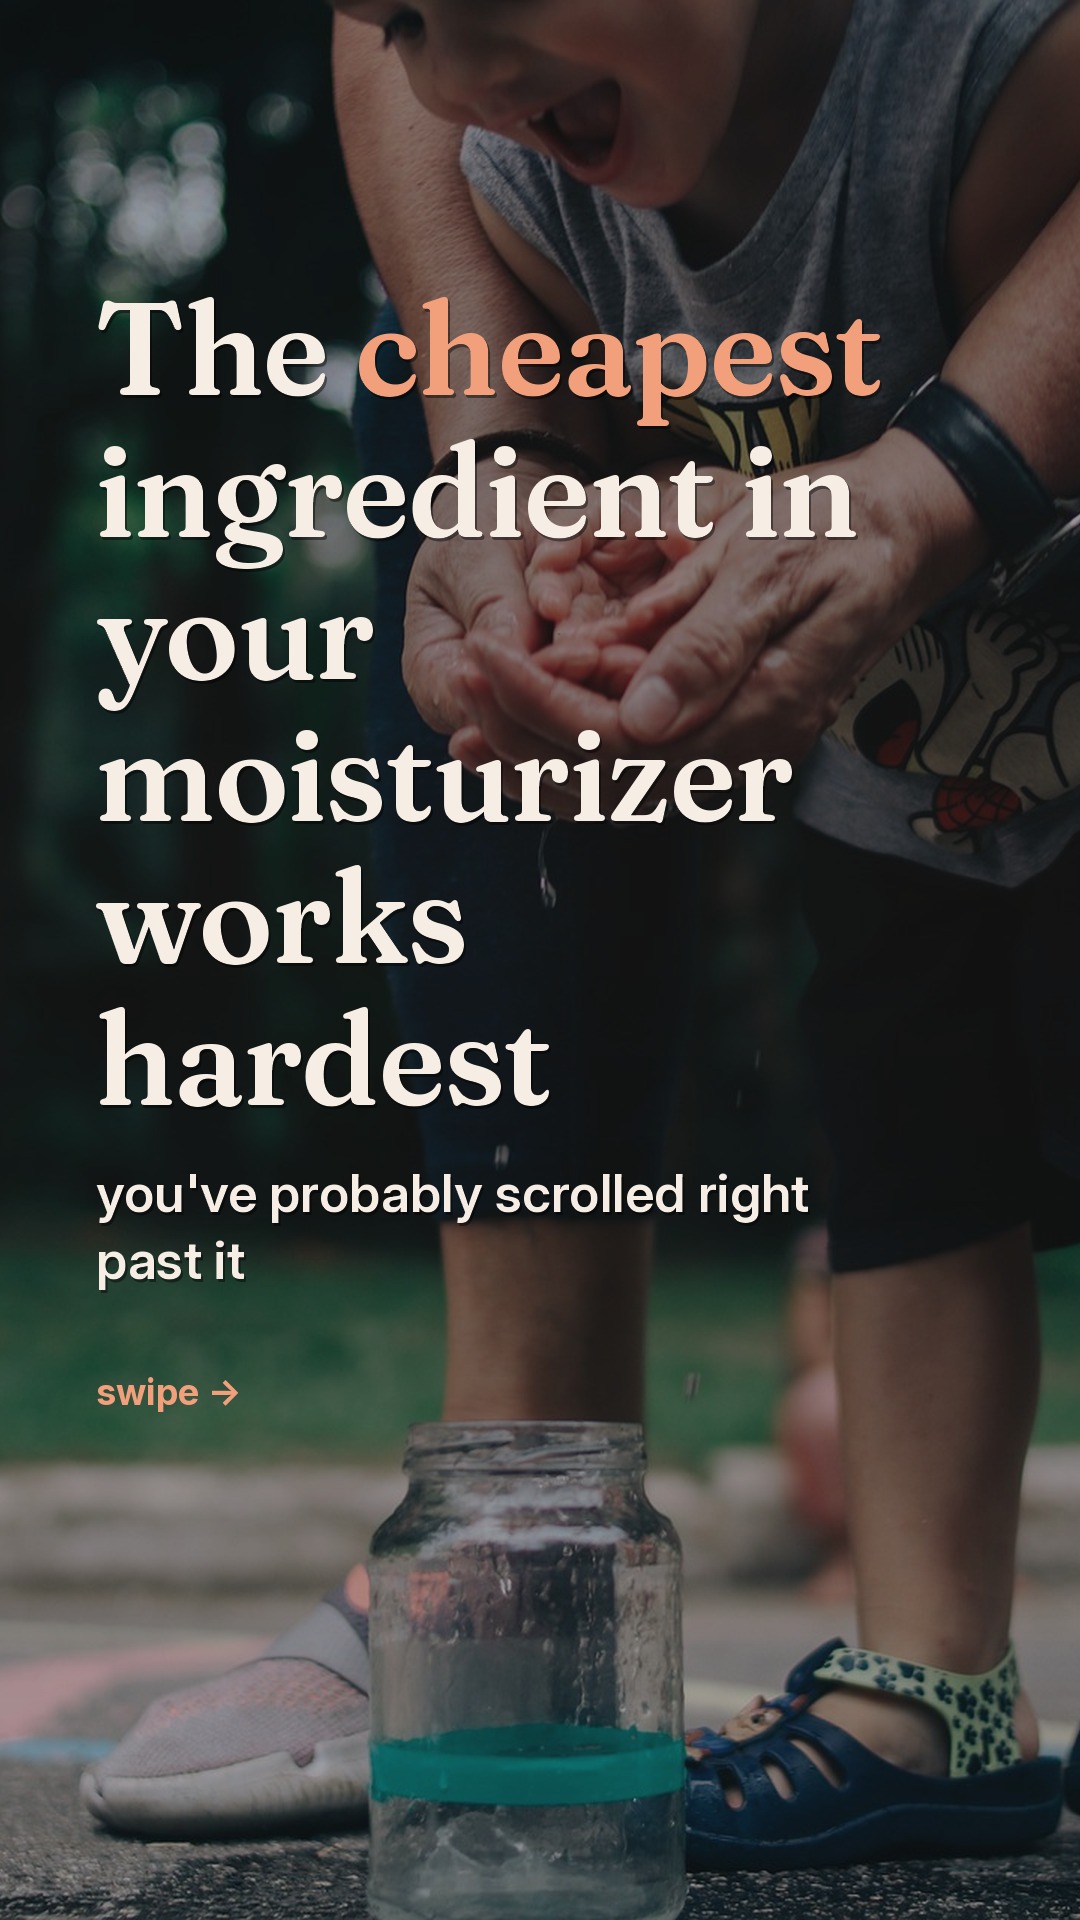 The cheapest
ingredient in
your
moisturizer
works
hardest
you've probably scrolled right
past it
swipe →